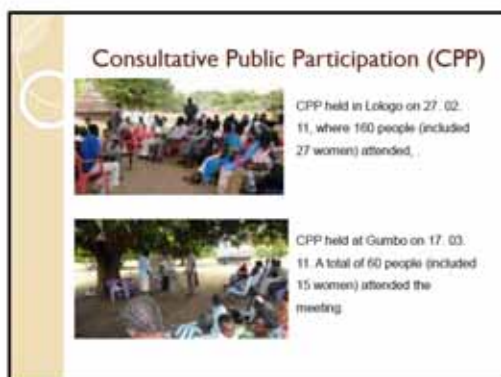 Consultative Public Participation (CPP)
CPP held in Lologo on 27. 02.
11, where 160 people (included
27 women) attended, .
CPP held at Gumbo on 17. 03.
11. A total of 60 people (included
15 women) attended the
meeting.